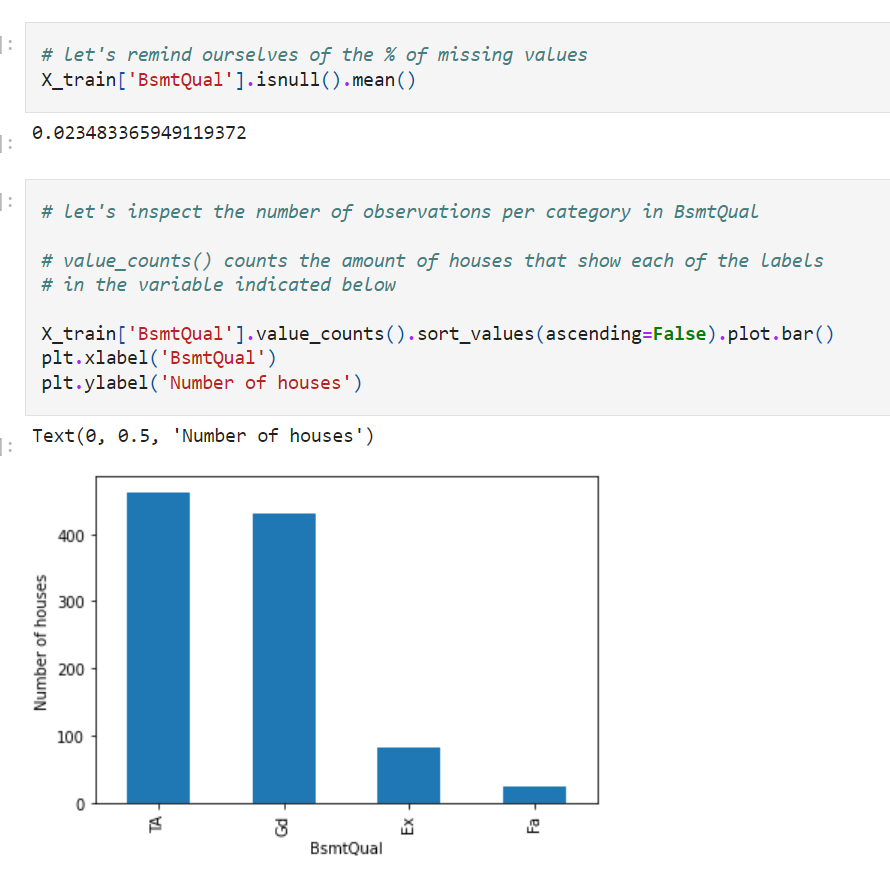 ]:
# let's remind ourselves of the % of missing values
X_train['BsmtQual'].isnull().mean()
]:
0.023483365949119372
]:
# let's inspect the number of observations per category in BsmtQual
# value_counts() counts the amount of houses that show each of the labels
# in the variable indicated below
X_train['BsmtQual'].value_counts().sort_values(ascending=False).plot.bar()
plt.xlabel('BsmtQual')
plt.ylabel('Number of houses')
]:
Text(0, 0.5, 'Number of houses')
Number of houses
400
300
200
100
0
TA
Gd
Ex
Fa
BsmtQual